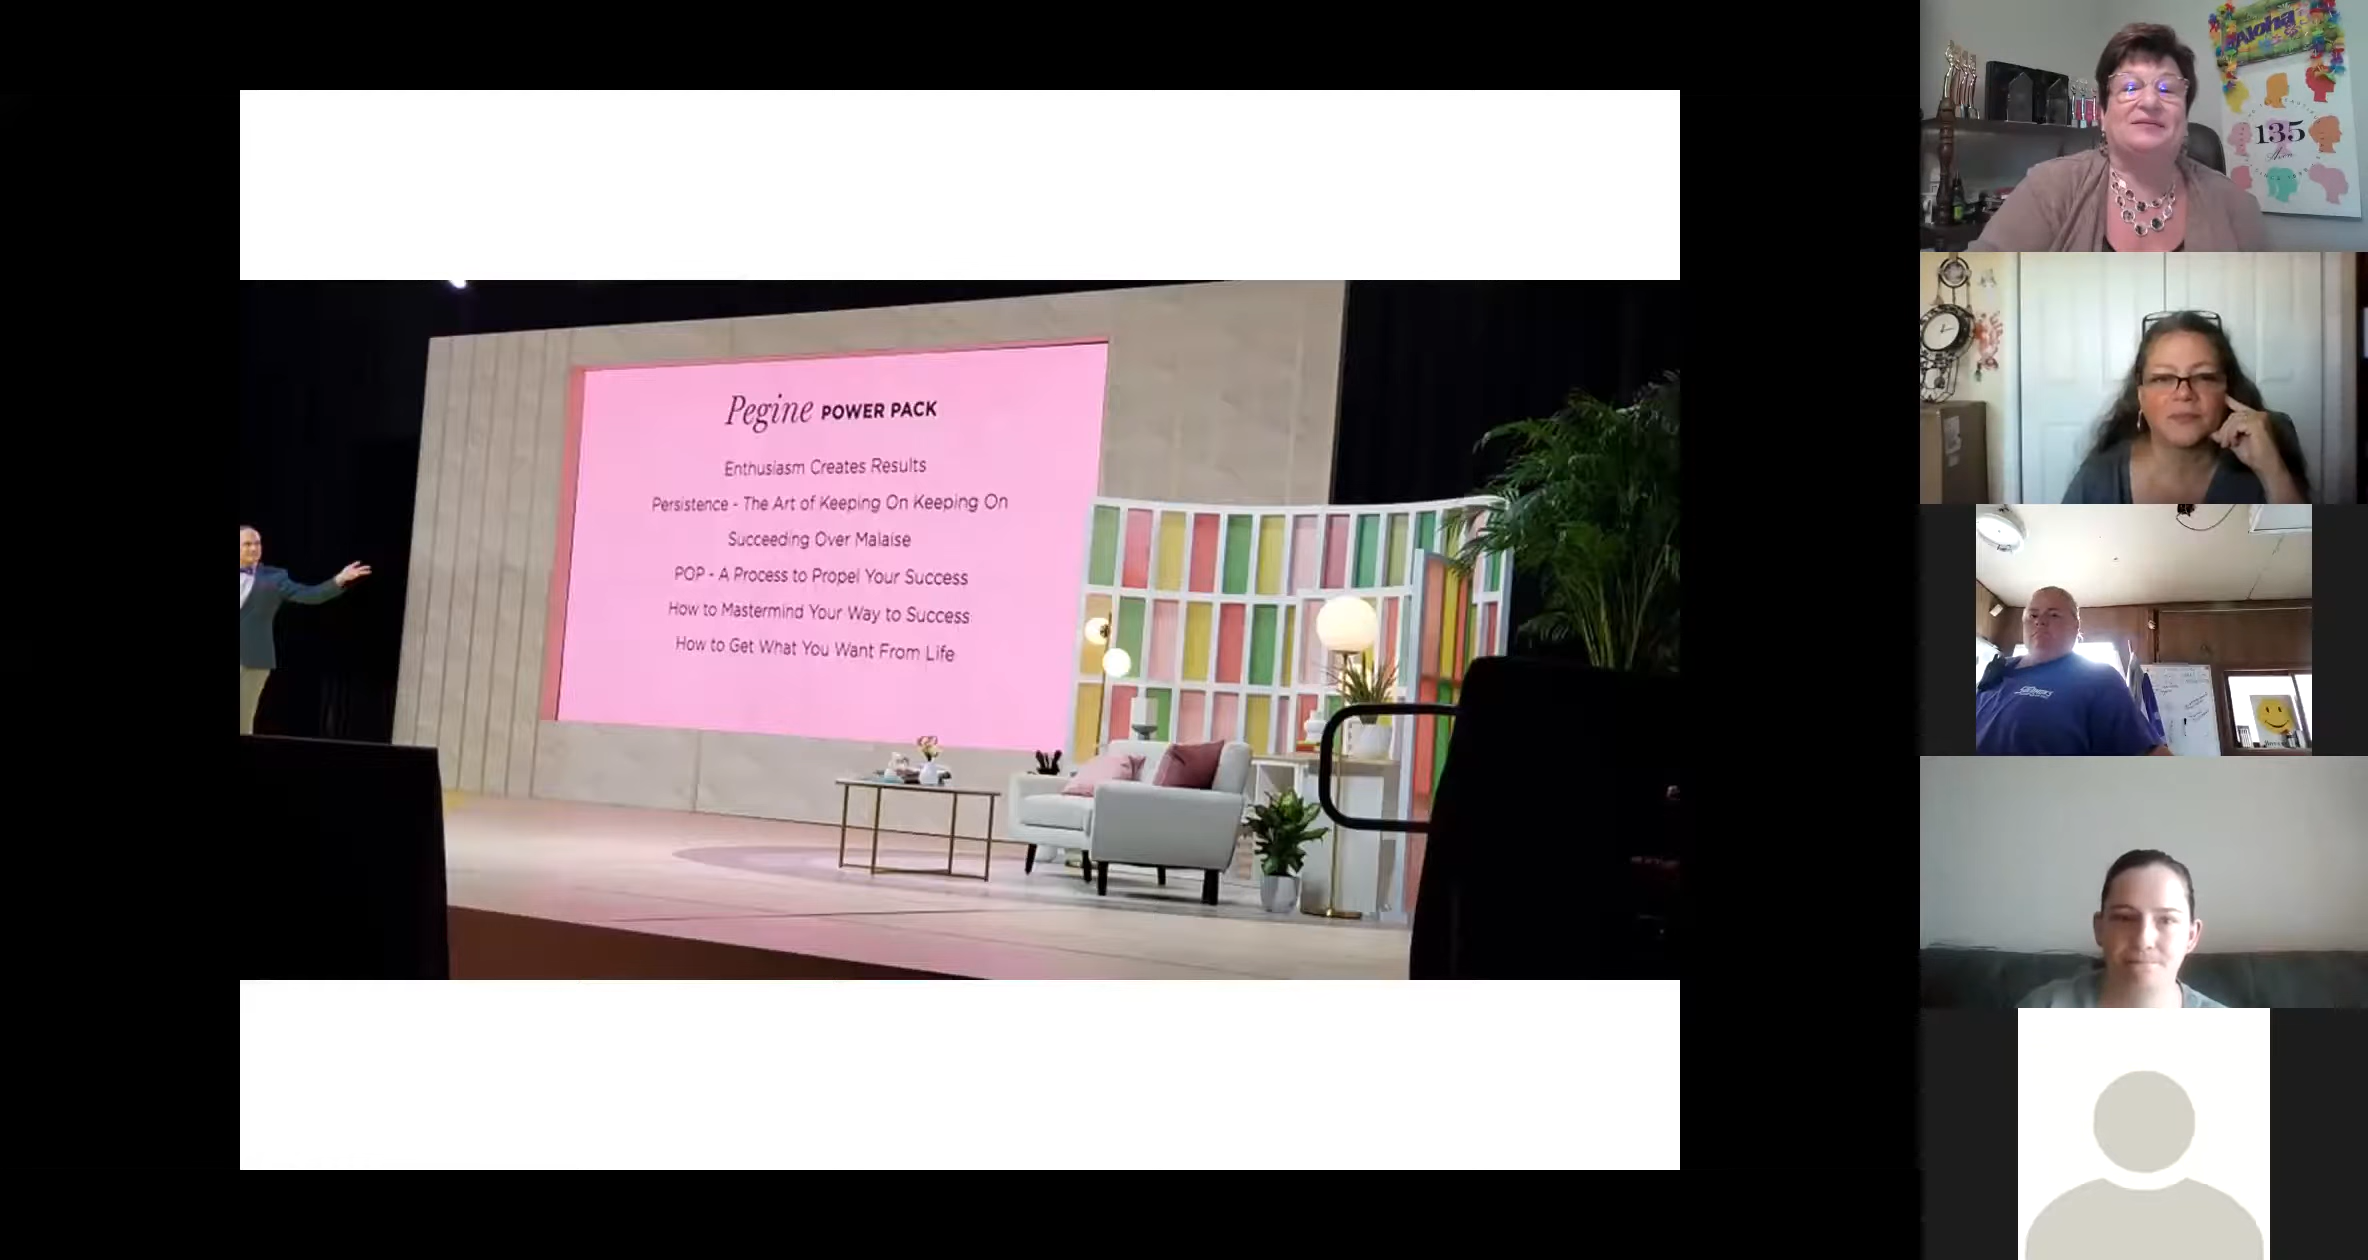 Pegine POWER PACK
Enthusiasm Creates Results
Persistence - The Art of Keeping On Keeping On
Succeeding Over Malaise
POP - A Process to Propel Your Success
How to Mastermind Your Way to Success
How to Get What You Want From Life
Aloha
135